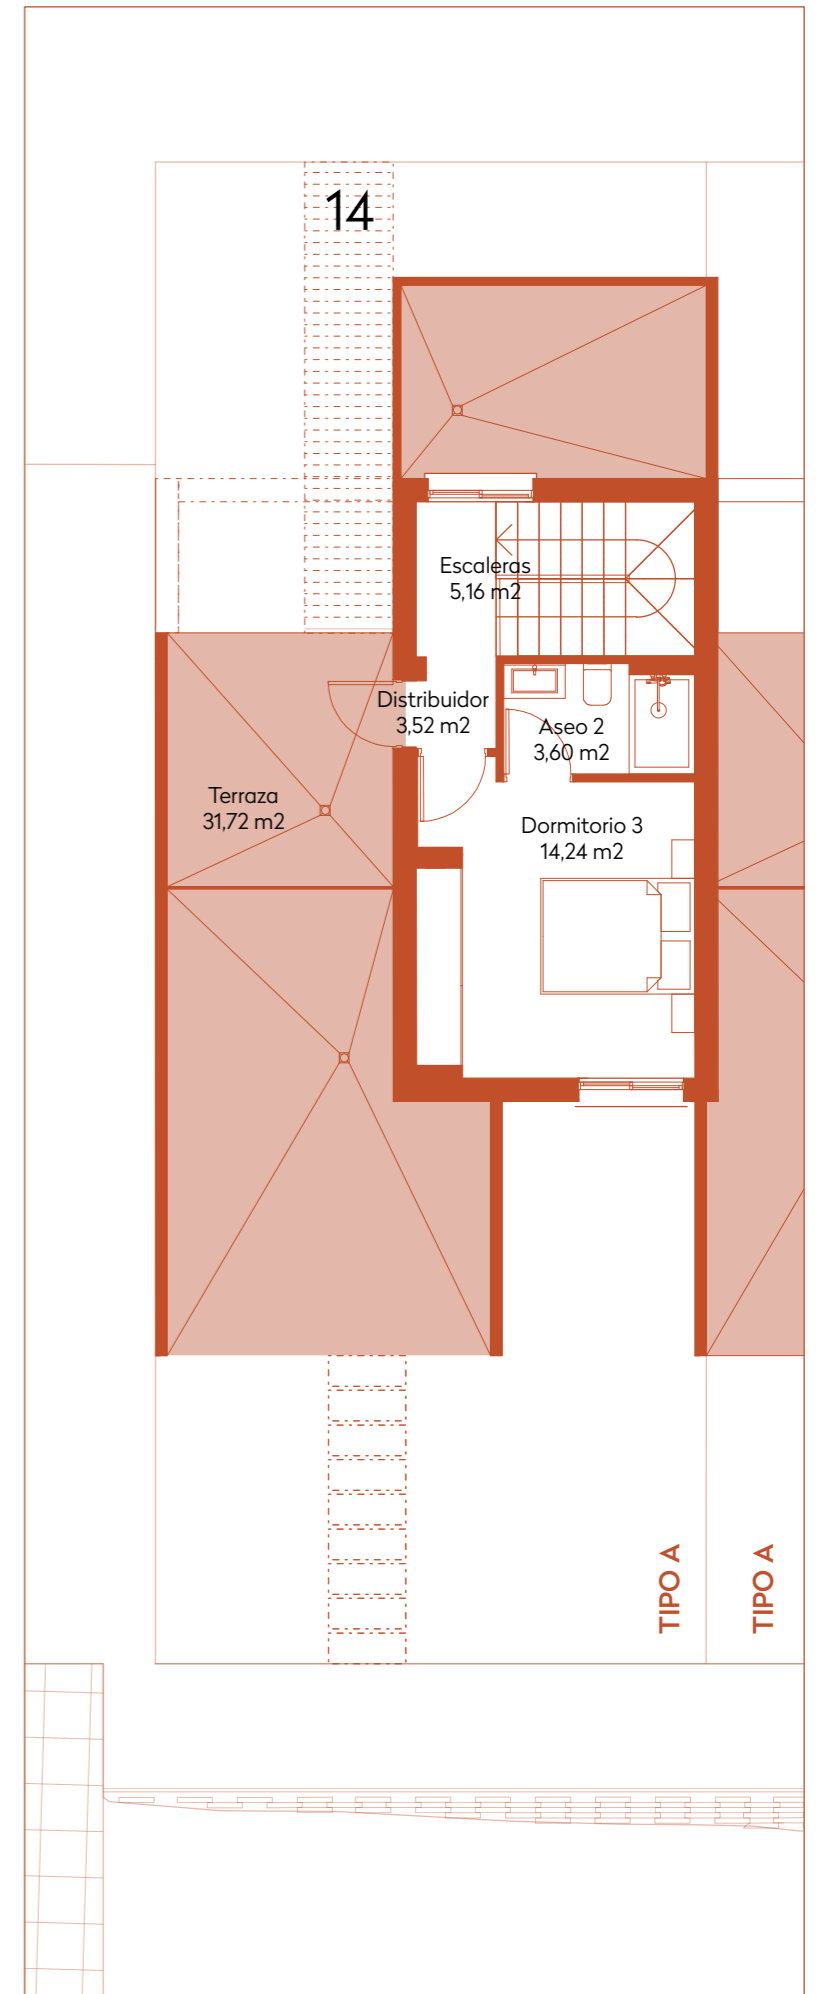 14
Escaleras
5,16 m2
Distribuidor
3,52 m2
Aseo 2
3,60 m2
Terraza
31,72 m2
Dormitorio 3
14,24 m2
TIPO A
TIPO A